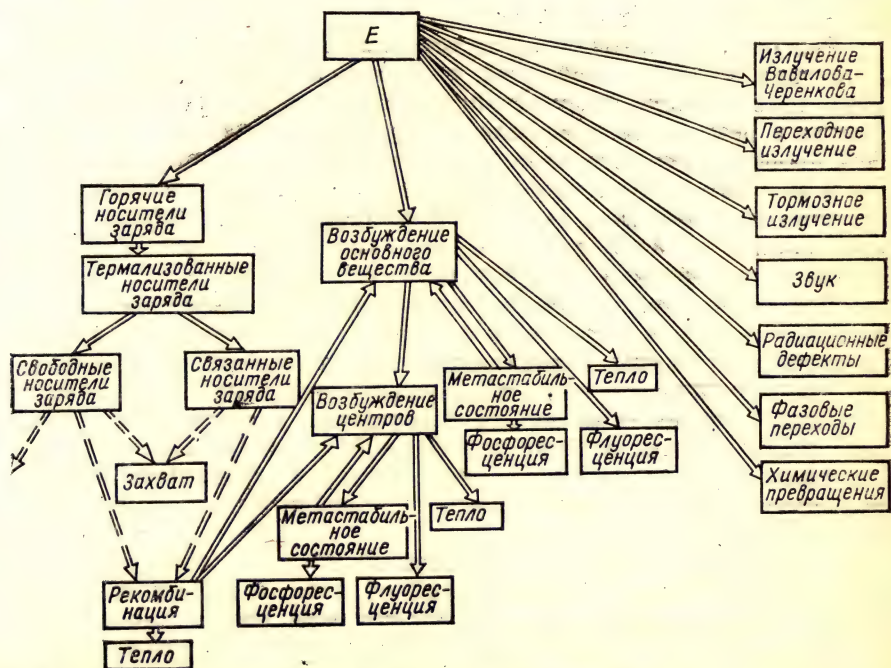 E
Излучение
Вавилова-
Черенкова
Переходное
излучение
Тормозное
излучение
Звук
Радиационные
дефекты
Фазовые
переходы
Химические
превращения
Горячие
носители
заряда
Термализованные
носители
заряда
Свободные
носители
заряда
Связанные
носители
заряда
Захват
Рекомби-
нация
Тепло
Возбуждение
основного
вещества
Возбуждение
центров
Метастабиль-
ное
состояние
Тепло
Фосфорес-
ценция
Флуорес-
ценция
Метастабиль-
ное
состояние
Тепло
Фосфорес-
ценция
Флуорес-
ценция